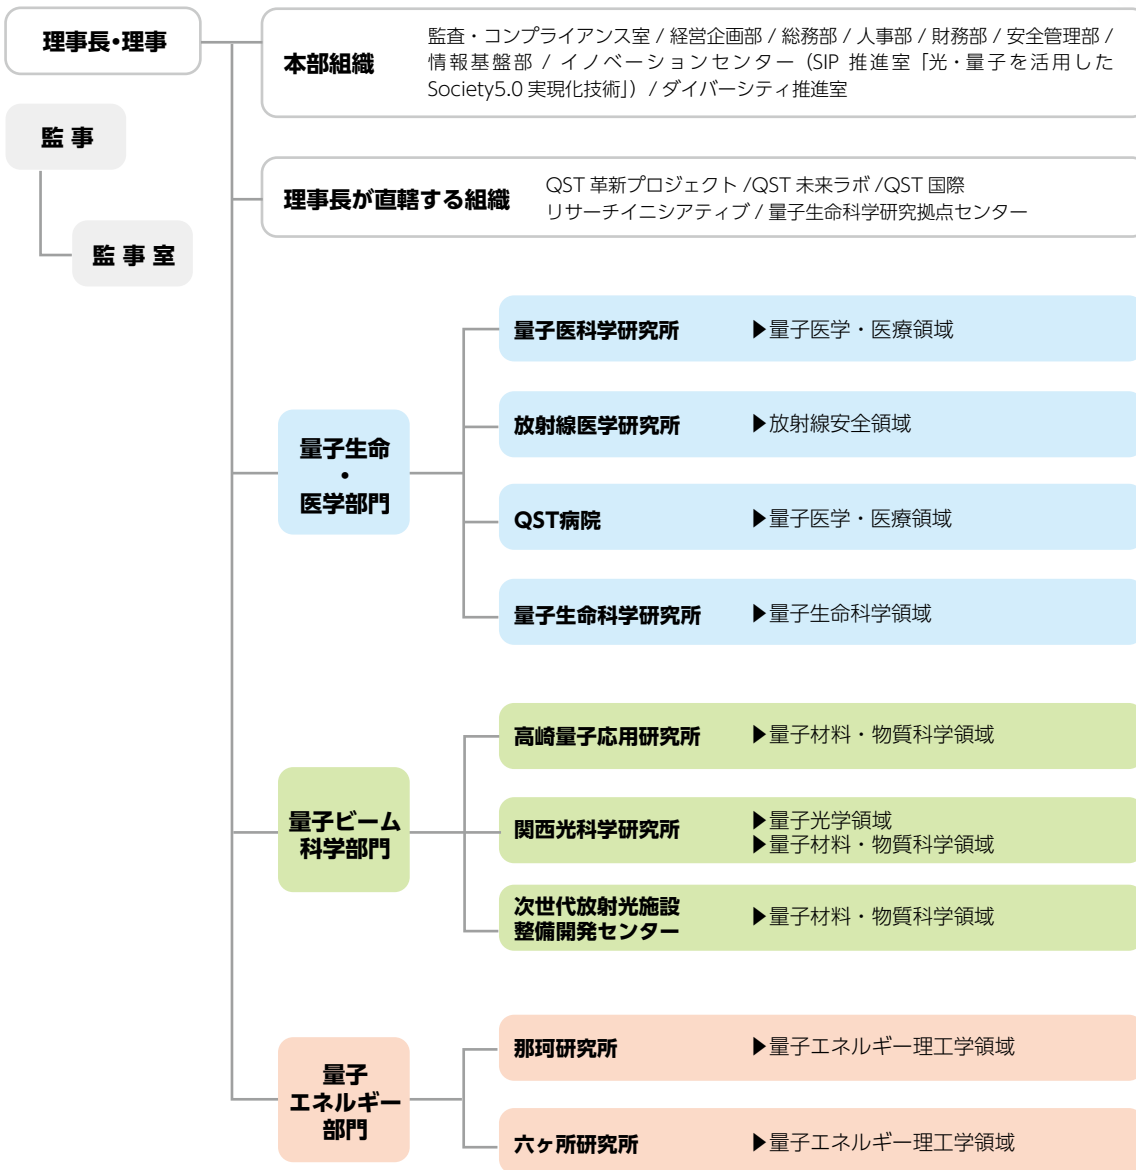 理事長・理事
本部組織
監査・コンプライアンス室 / 経営企画部 / 総務部 / 人事部 / 財務部 / 安全管理部 /
情報基盤部 / イノベーションセンター（SIP 推進室「光・量子を活用した
Society5.0 実現化技術」）/ ダイバーシティ推進室
監 事
監 事 室
理事長が直轄する組織
QST 革新プロジェクト /QST 未来ラボ /QST 国際
リサーチイニシアティブ / 量子生命科学研究拠点センター
量子生命
・
医学部門
量子医科学研究所 ▶量子医学・医療領域
放射線医学研究所 ▶放射線安全領域
QST病院 ▶量子医学・医療領域
量子生命科学研究所 ▶量子生命科学領域
量子ビーム
科学部門
高崎量子応用研究所 ▶量子材料・物質科学領域
関西光科学研究所
▶量子光学領域
▶量子材料・物質科学領域
次世代放射光施設
整備開発センター
▶量子材料・物質科学領域
量子
エネルギー
部門
那珂研究所 ▶量子エネルギー理工学領域
六ヶ所研究所 ▶量子エネルギー理工学領域